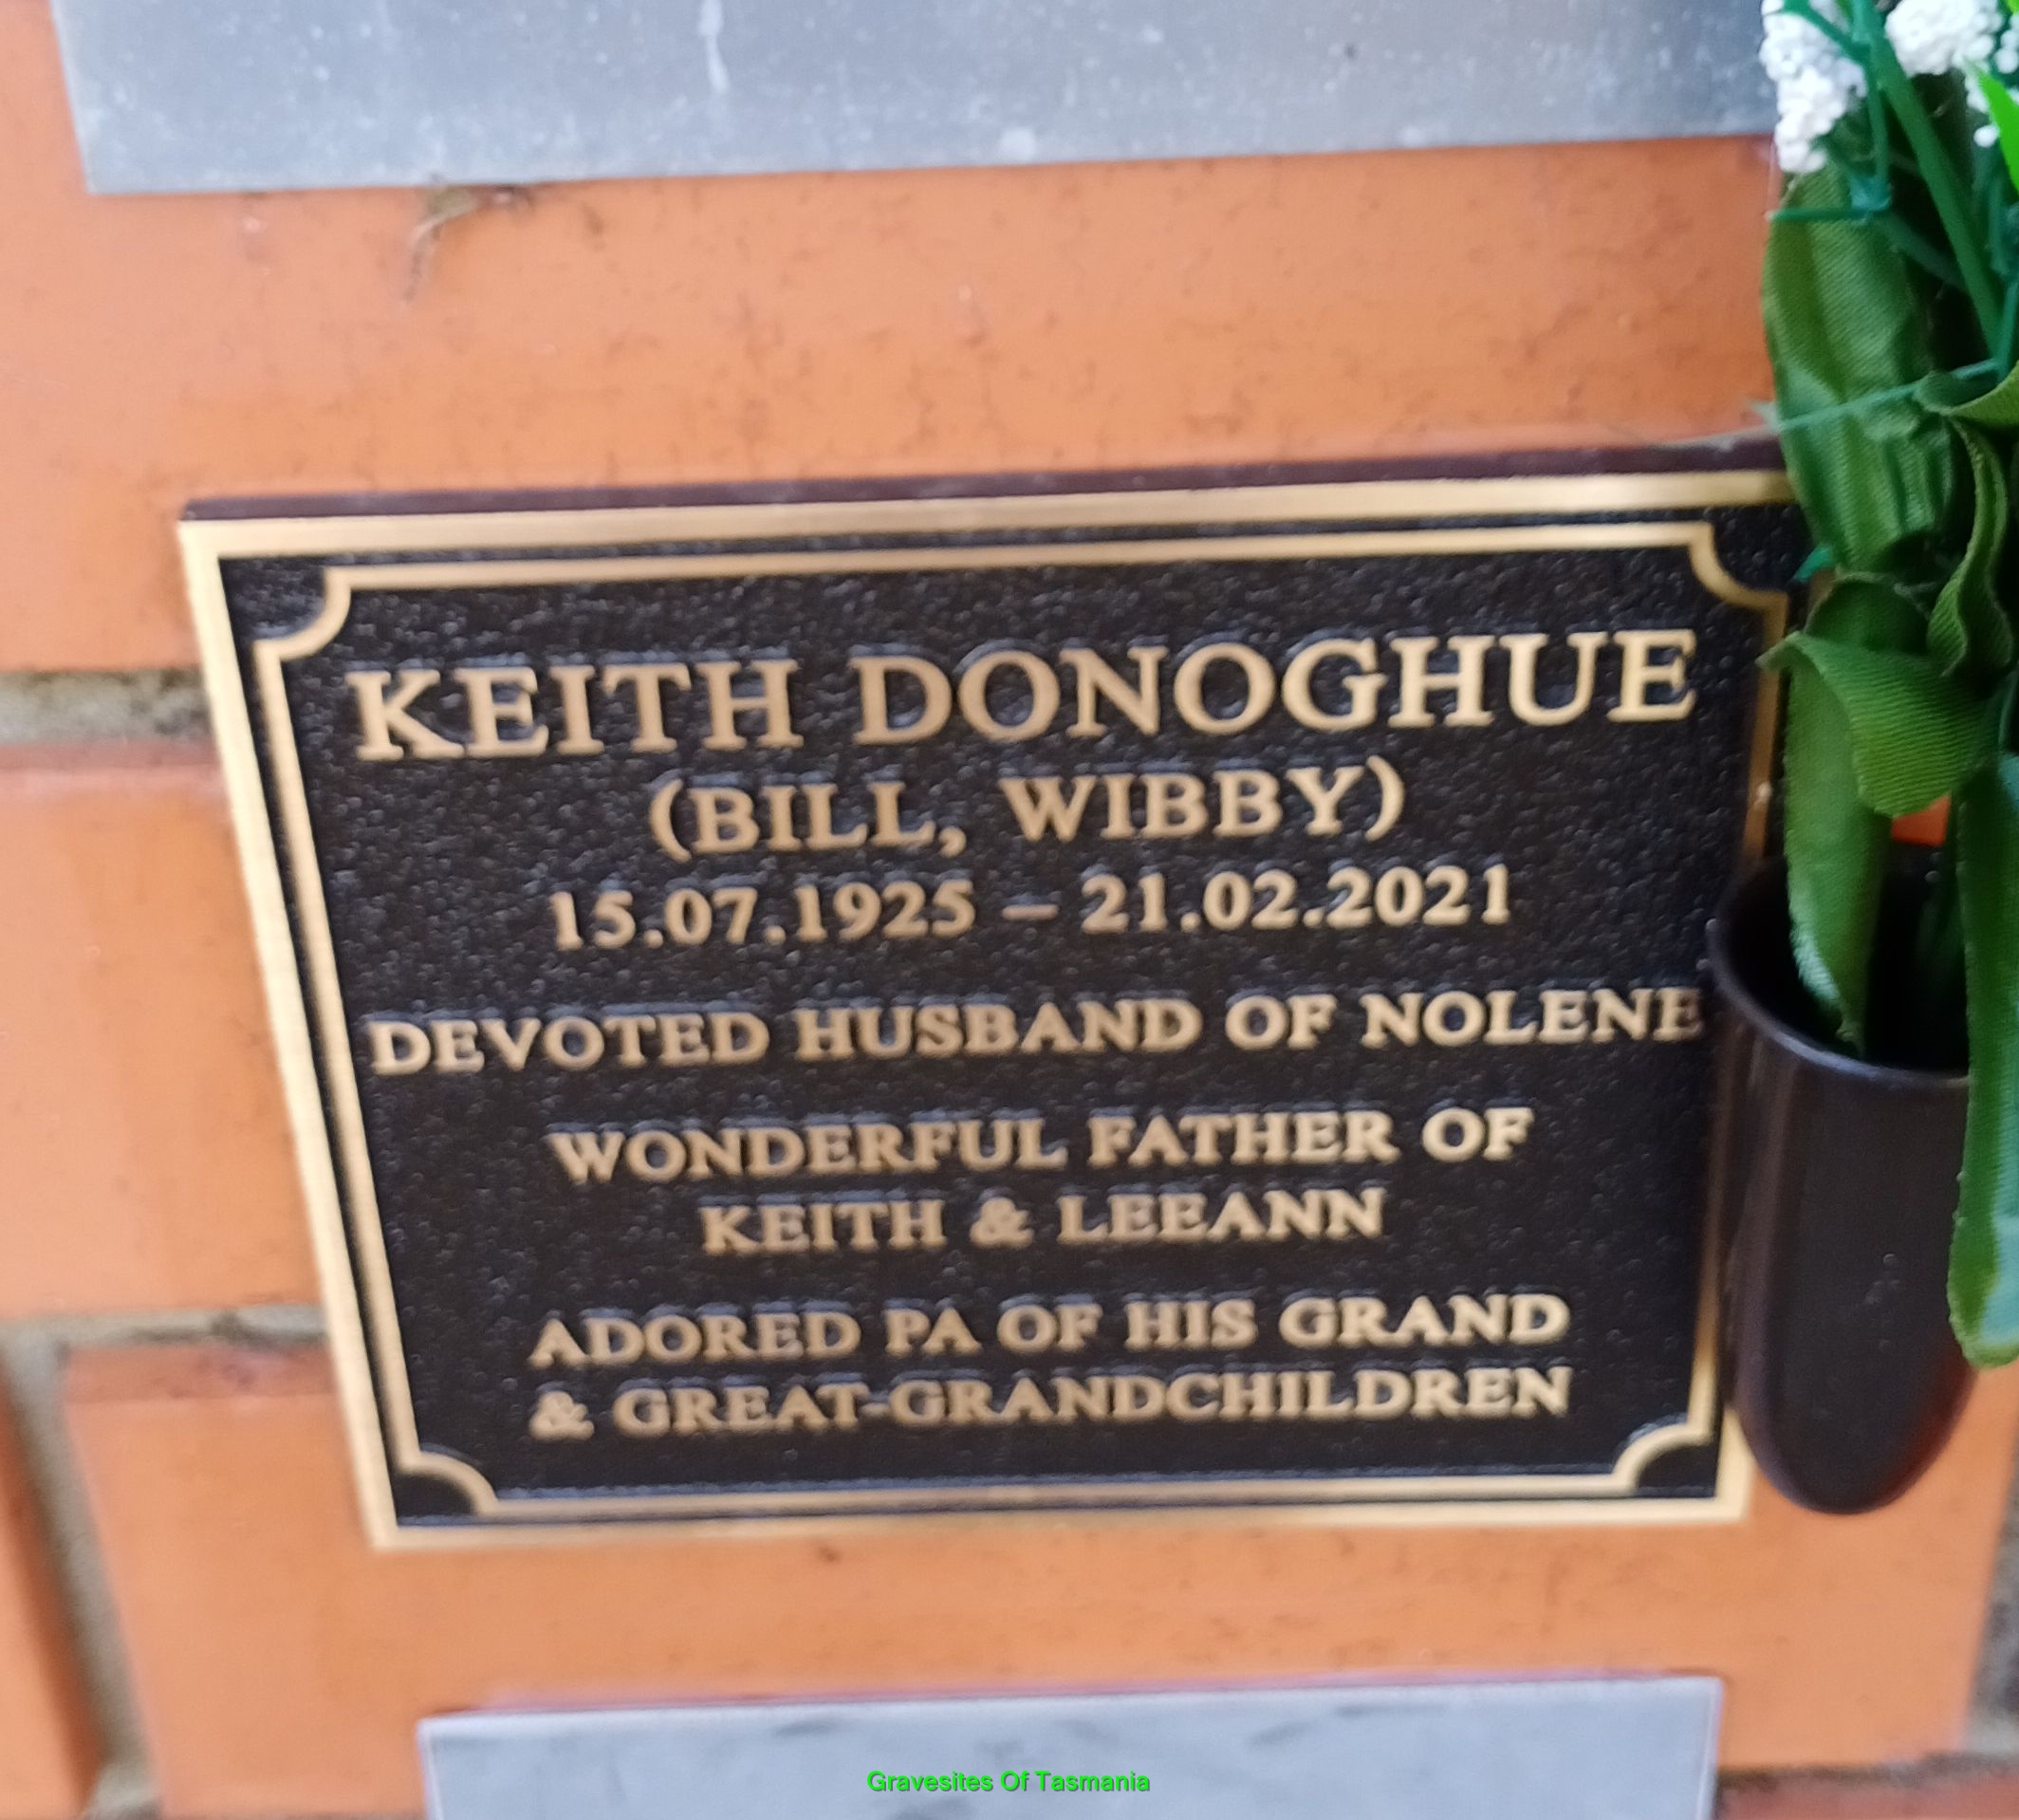 KEITH DONOGHUE
(BILL, WIBBY)
15.07.1925 – 21.02.2021
DEVOTED HUSBAND OF NOLENE
WONDERFUL FATHER OF
KEITH & LEEANN
ADORED PA OF HIS GRAND
& GREAT-GRANDCHILDREN
Gravesites Of Tasmania